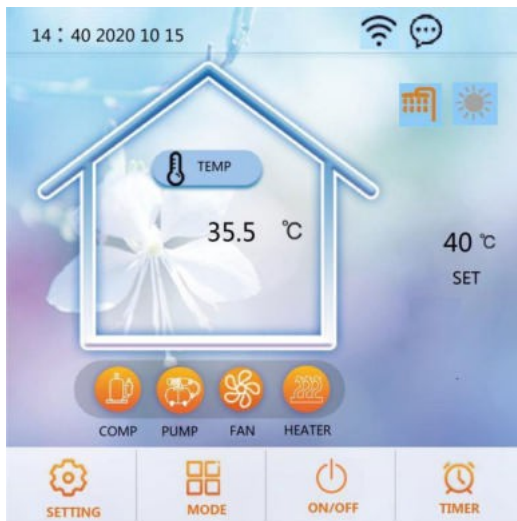 14 : 40 2020 10 15
TEMP
35.5 ℃
40 ℃
SET
COMP PUMP FAN HEATER
SETTING MODE ON/OFF TIMER